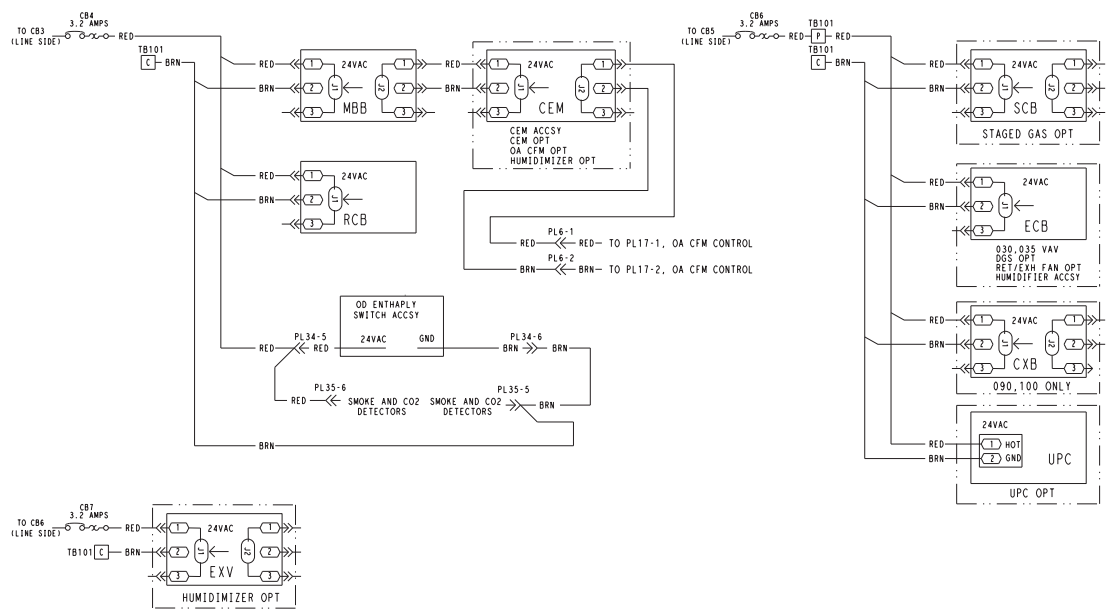 CB4
3.2 AMPS
TO CB3
(LINE SIDE)
RED
TB101
C
BRN
RED
1
24VAC
1
RED
1
24VAC
1
BRN
2
J1
J2
2
BRN
2
J1
J2
2
3
MBB
3
3
CEM
3
CEM ACCSY
CEM OPT
OA CFM OPT
HUMIDIMIZER OPT
RED
1
24VAC
BRN
2
J1
3
RCB
PL6-1
RED
RED
TO PL17-1, OA CFM CONTROL
PL6-2
BRN
BRN
TO PL17-2, OA CFM CONTROL
OD ENTHAPLY
SWITCH ACCSY
PL34-5
24VAC
GND
PL34-6
RED
RED
BRN
BRN
PL35-6
PL35-5
RED
SMOKE AND CO2
DETECTORS
SMOKE AND CO2
DETECTORS
BRN
BRN
CB7
3.2 AMPS
TO CB6
(LINE SIDE)
RED
1
24VAC
1
TB101
C
BRN
2
J1
J2
2
3
EXV
3
HUMIDIMIZER OPT
CB6
3.2 AMPS
TB101
TO CB5
(LINE SIDE)
RED
P
RED
TB101
C
BRN
RED
1
24VAC
1
BRN
2
J1
J2
2
3
SCB
3
STAGED GAS OPT
RED
1
24VAC
BRN
2
J1
3
ECB
030,035 VAV
DGS OPT
RET/EXH FAN OPT
HUMIDIFIER ACCSY
RED
1
24VAC
1
BRN
2
J1
J2
2
3
CXB
3
090,100 ONLY
24VAC
RED
1
HOT
BRN
2
GND
UPC
UPC OPT